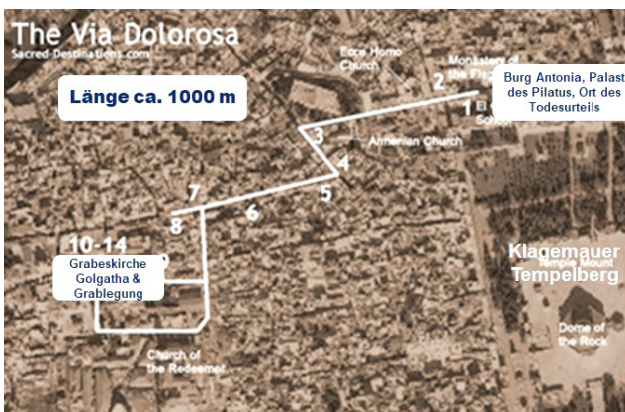 The Via Dolorosa
Sacred-Destinations.com
Länge ca. 1000 m
Ecce Homo
Church
Monastery
of the
2
Burg Antonia, Palast
des Pilatus, Ort des
Todesurteils
1
El
School
3
Armenian Church
4
5
6
7
8
10-14
Grabeskirche
Golgatha &
Grablegung
Klagemauer
Temple Mount
Tempelberg
Dome of
the Rock
Church of
the Redeemer